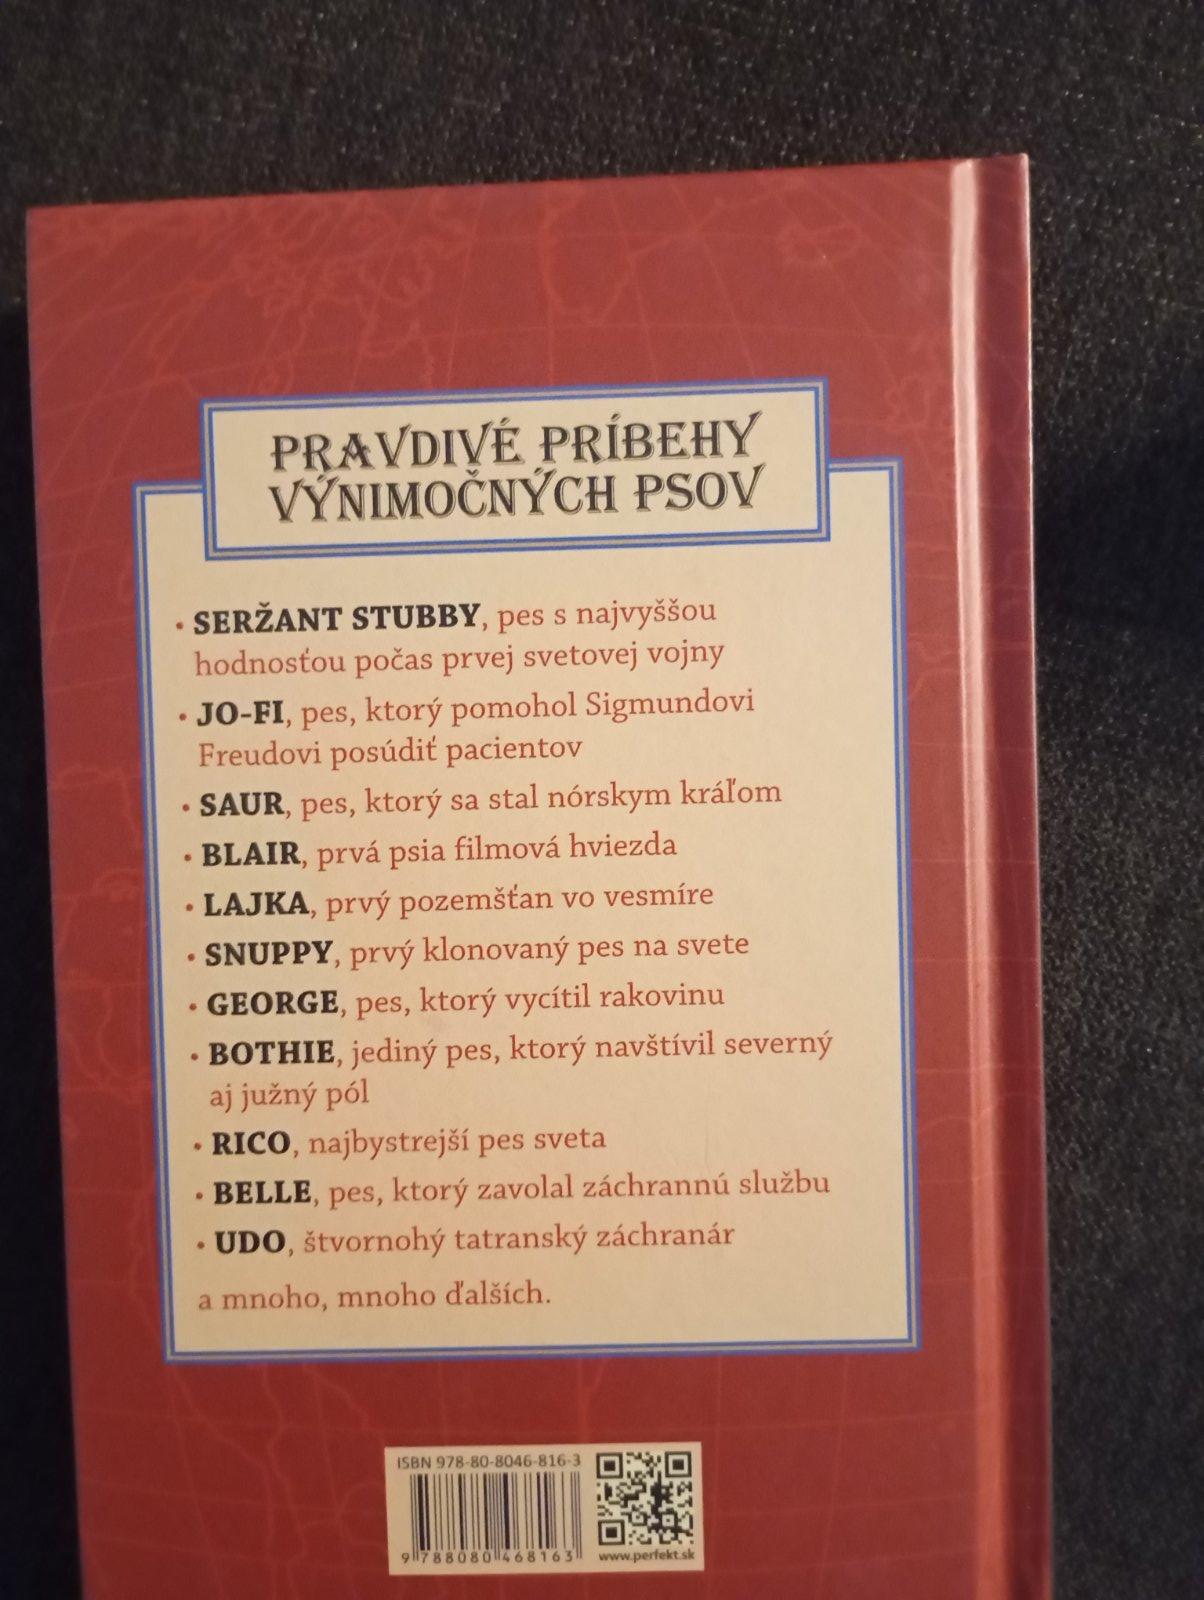 PRAVDIVÉ PRÍBEHY
VÝNIMOČNÝCH PSOV
• SERŽANT STUBBY, pes s najvyššou
hodnosťou počas prvej svetovej vojny
• JO-FI, pes, ktorý pomohol Sigmundovi
Freudovi posúdiť pacientov
• SAUR, pes, ktorý sa stal nórskym kráľom
• BLAIR, prvá psia filmová hviezda
• LAJKA, prvý pozemšťan vo vesmíre
• SNUPPY, prvý klonovaný pes na svete
• GEORGE, pes, ktorý vycítil rakovinu
• BOTHIE, jediný pes, ktorý navštívil severný
aj južný pól
• RICO, najbystrejší pes sveta
• BELLE, pes, ktorý zavolal záchrannú službu
• UDO, štvornohý tatranský záchranár
a mnoho, mnoho ďalších.
ISBN 978-80-8046-816-3
9 788080 468163
www.perfekt.sk